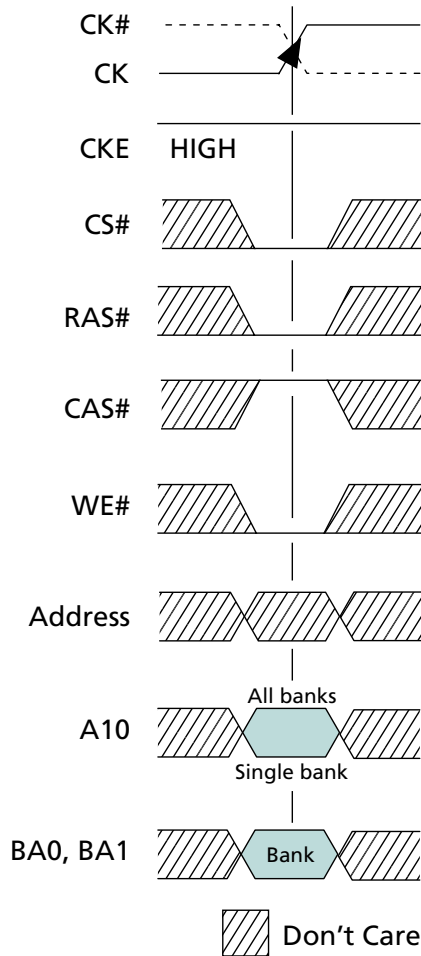 CK#
CK
CKE HIGH
CS#
RAS#
CAS#
WE#
Address
All banks
A10
Single bank
BA0, BA1 Bank
Don't Care